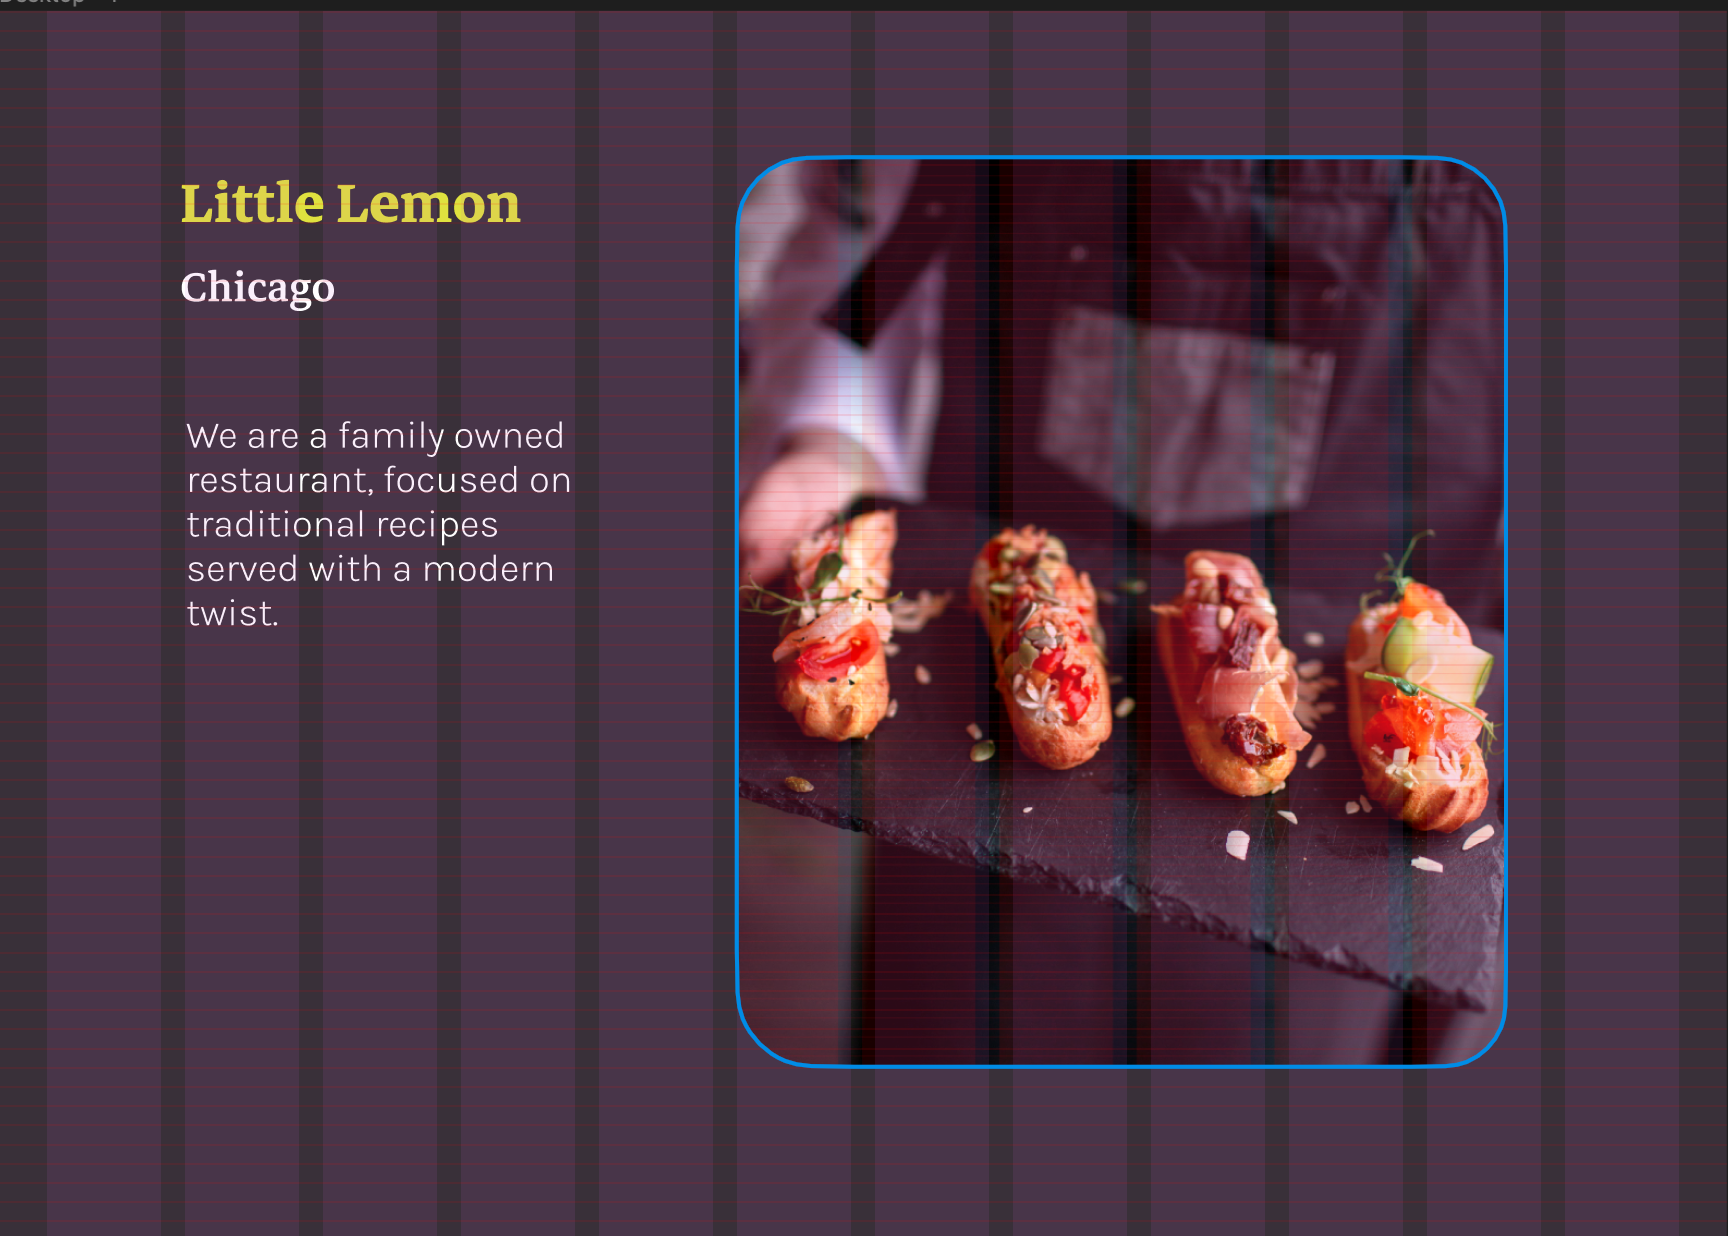 Little Lemon
Chicago
We are a family owned
restaurant, focused on
traditional recipes
served with a modern
twist.